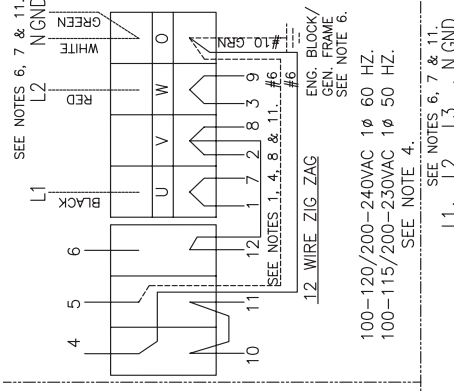 SEE NOTES 6, 7 & 11.
L1 L2 N GND
BLACK RED WHITE GREEN
4 5 6 U V W O
10 11 12 1 7 2 8 3 9
#10 GRN
#6
#6
SEE NOTES 1, 4, 8 & 11.
ENG. BLOCK/
GEN. FRAME
SEE NOTE 6.
12 WIRE ZIG ZAG
100-120/200-240VAC 1ø 60 HZ.
100-115/200-230VAC 1ø 50 HZ.
SEE NOTE 4.
SEE NOTES 6, 7 & 11.
L1 L2 L3 N GND